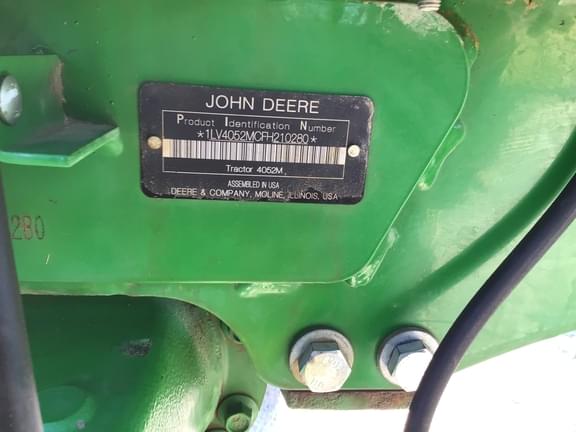 JOHN DEERE
Product Identification Number
*1LV4052MCFH210280*
Tractor 4052M
ASSEMBLED IN USA
DEERE & COMPANY, MOLINE, ILLINOIS, USA
280